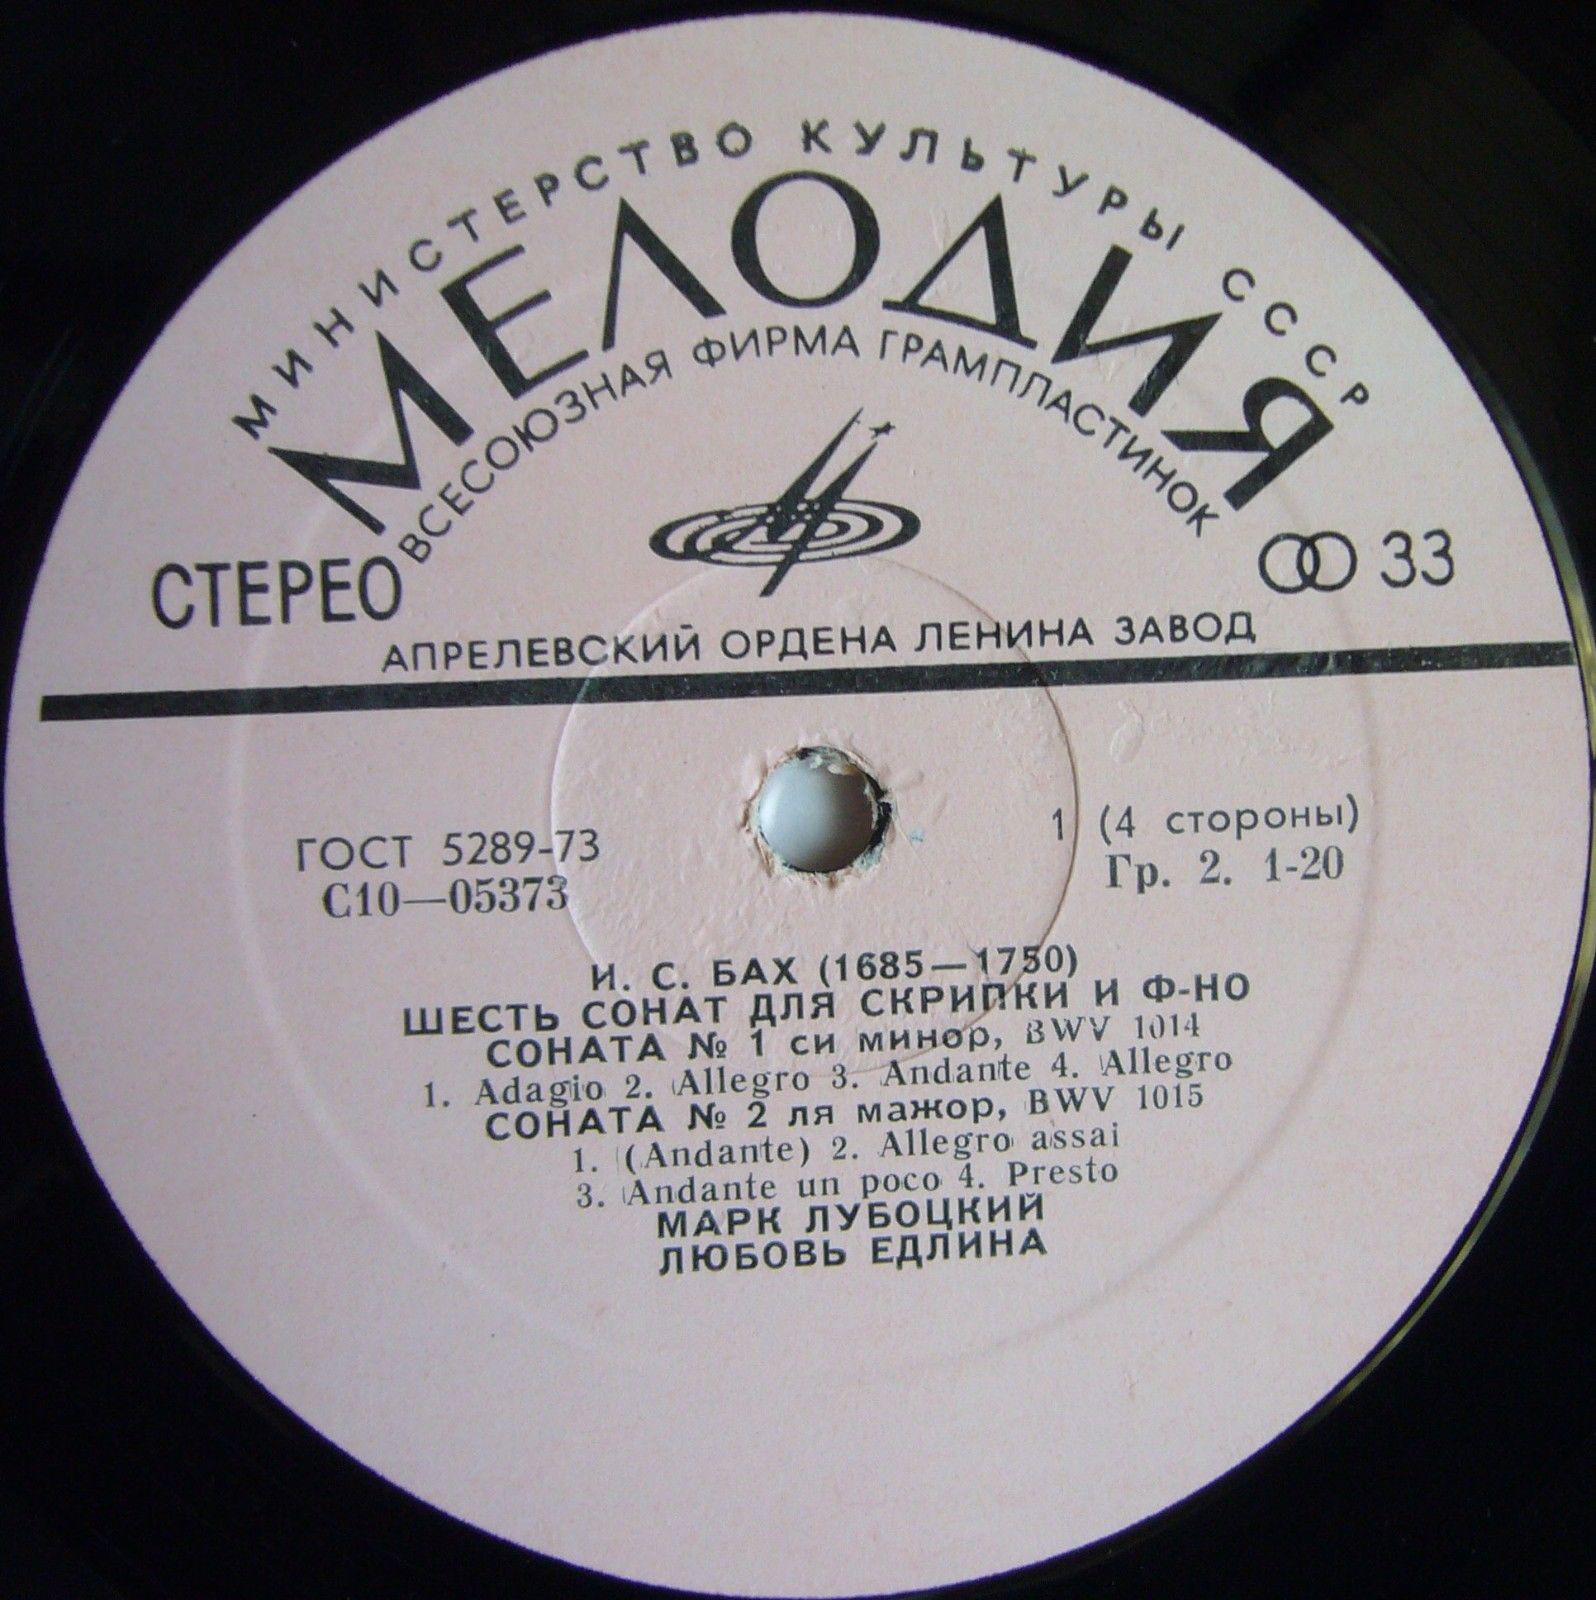 МИНИСТЕРСТВО КУЛЬТУРЫ СССР
МЕЛОДИЯ
ВСЕСОЮЗНАЯ ФИРМА ГРАМПЛАСТИНОК
СТЕРЕО
33
АПРЕЛЕВСКИЙ ОРДЕНА ЛЕНИНА ЗАВОД
ГОСТ 5289-73
С10—05373
1 (4 стороны)
Гр. 2. 1-20
И. С. БАХ (1685—1750)
ШЕСТЬ СОНАТ ДЛЯ СКРИПКИ И Ф-НО
СОНАТА № 1 си минор, BWV 1014
1. Adagio 2. Allegro 3. Andante 4. Allegro
СОНАТА № 2 ля мажор, BWV 1015
1. (Andante) 2. Allegro assai
3. Andante un poco 4. Presto
МАРК ЛУБОЦКИЙ
ЛЮБОВЬ ЕДЛИНА